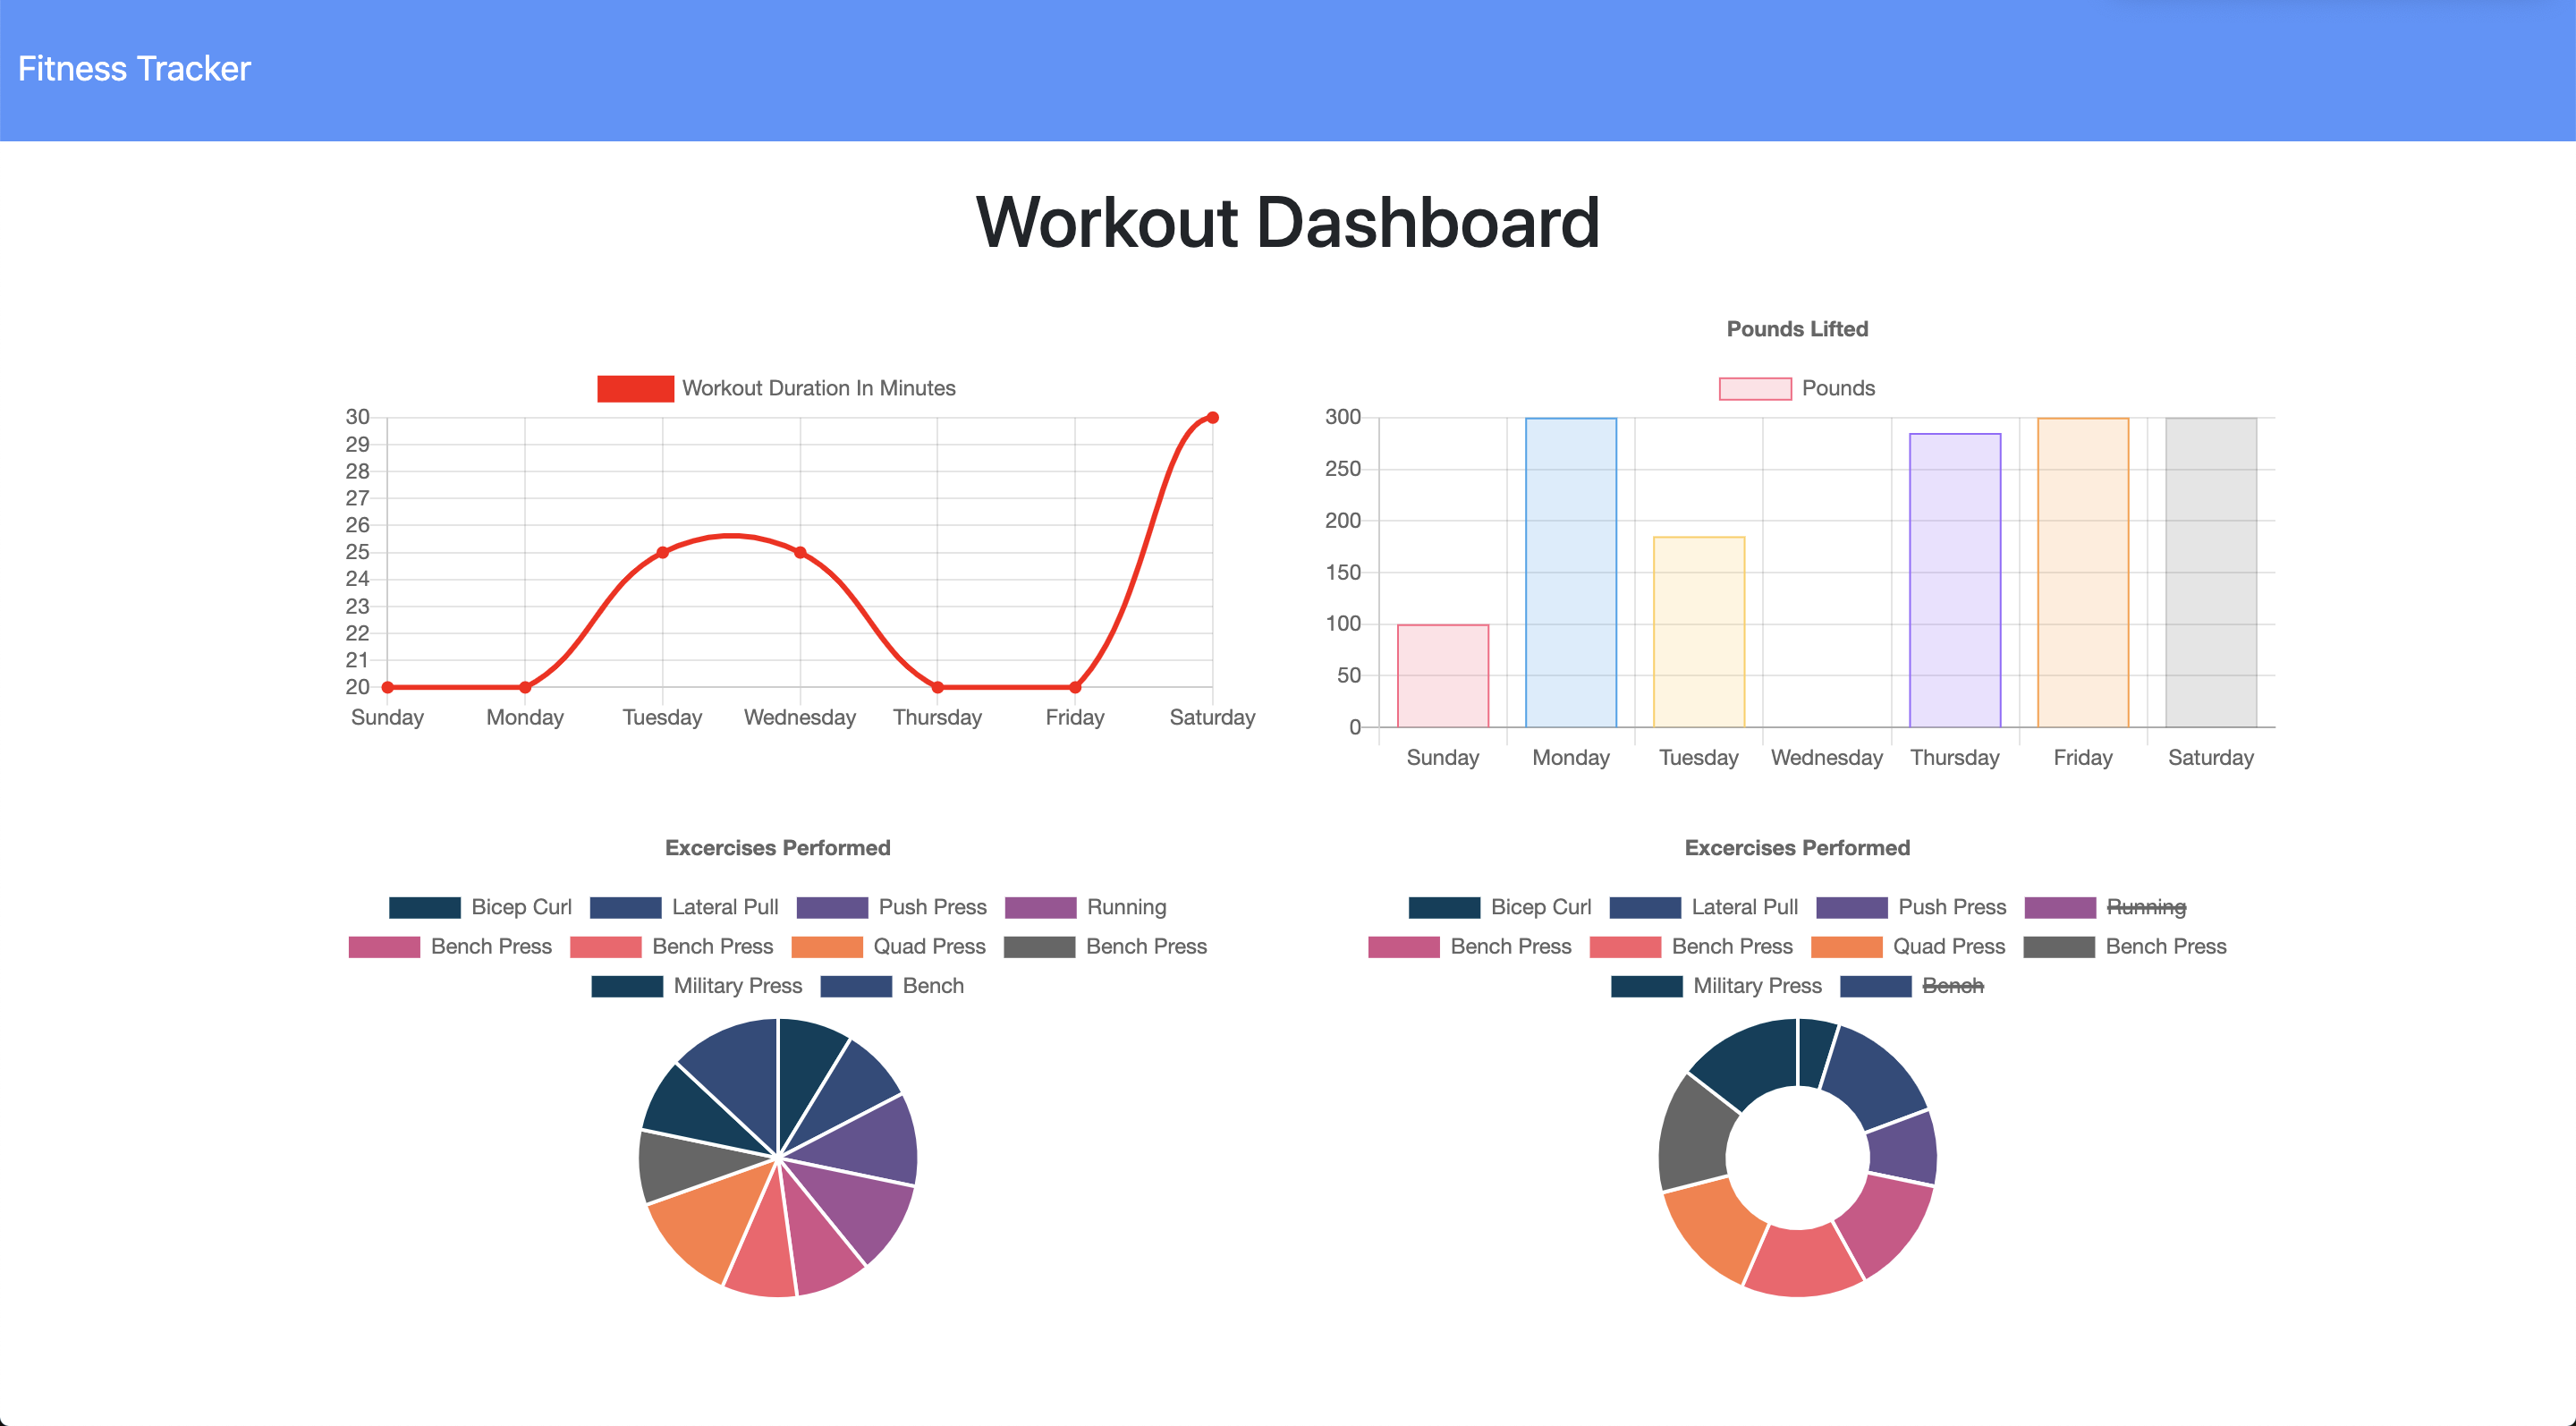 Fitness Tracker
Workout Dashboard
Workout Duration In Minutes
30
29
28
27
26
25
24
23
22
21
20
Sunday Monday Tuesday Wednesday Thursday Friday Saturday
Pounds Lifted
Pounds
300
250
200
150
100
50
0
Sunday Monday Tuesday Wednesday Thursday Friday Saturday
Excercises Performed
Bicep Curl Lateral Pull Push Press Running
Bench Press Bench Press Quad Press Bench Press
Military Press Bench
Excercises Performed
Bicep Curl Lateral Pull Push Press Running
Bench Press Bench Press Quad Press Bench Press
Military Press Bench